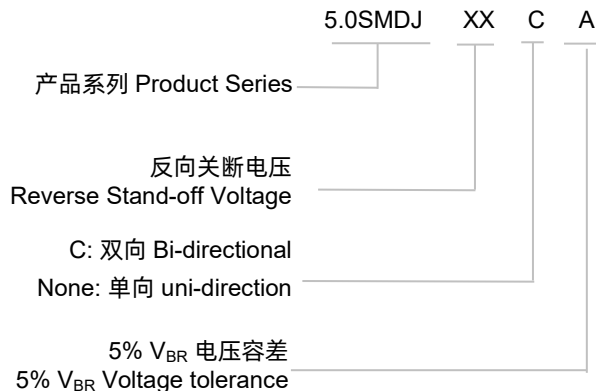 5.0SMDJ XX C A
产品系列 Product Series
反向关断电压
Reverse Stand-off Voltage
C: 双向 Bi-directional
None: 单向 uni-direction
5% VBR 电压容差
5% VBR Voltage tolerance